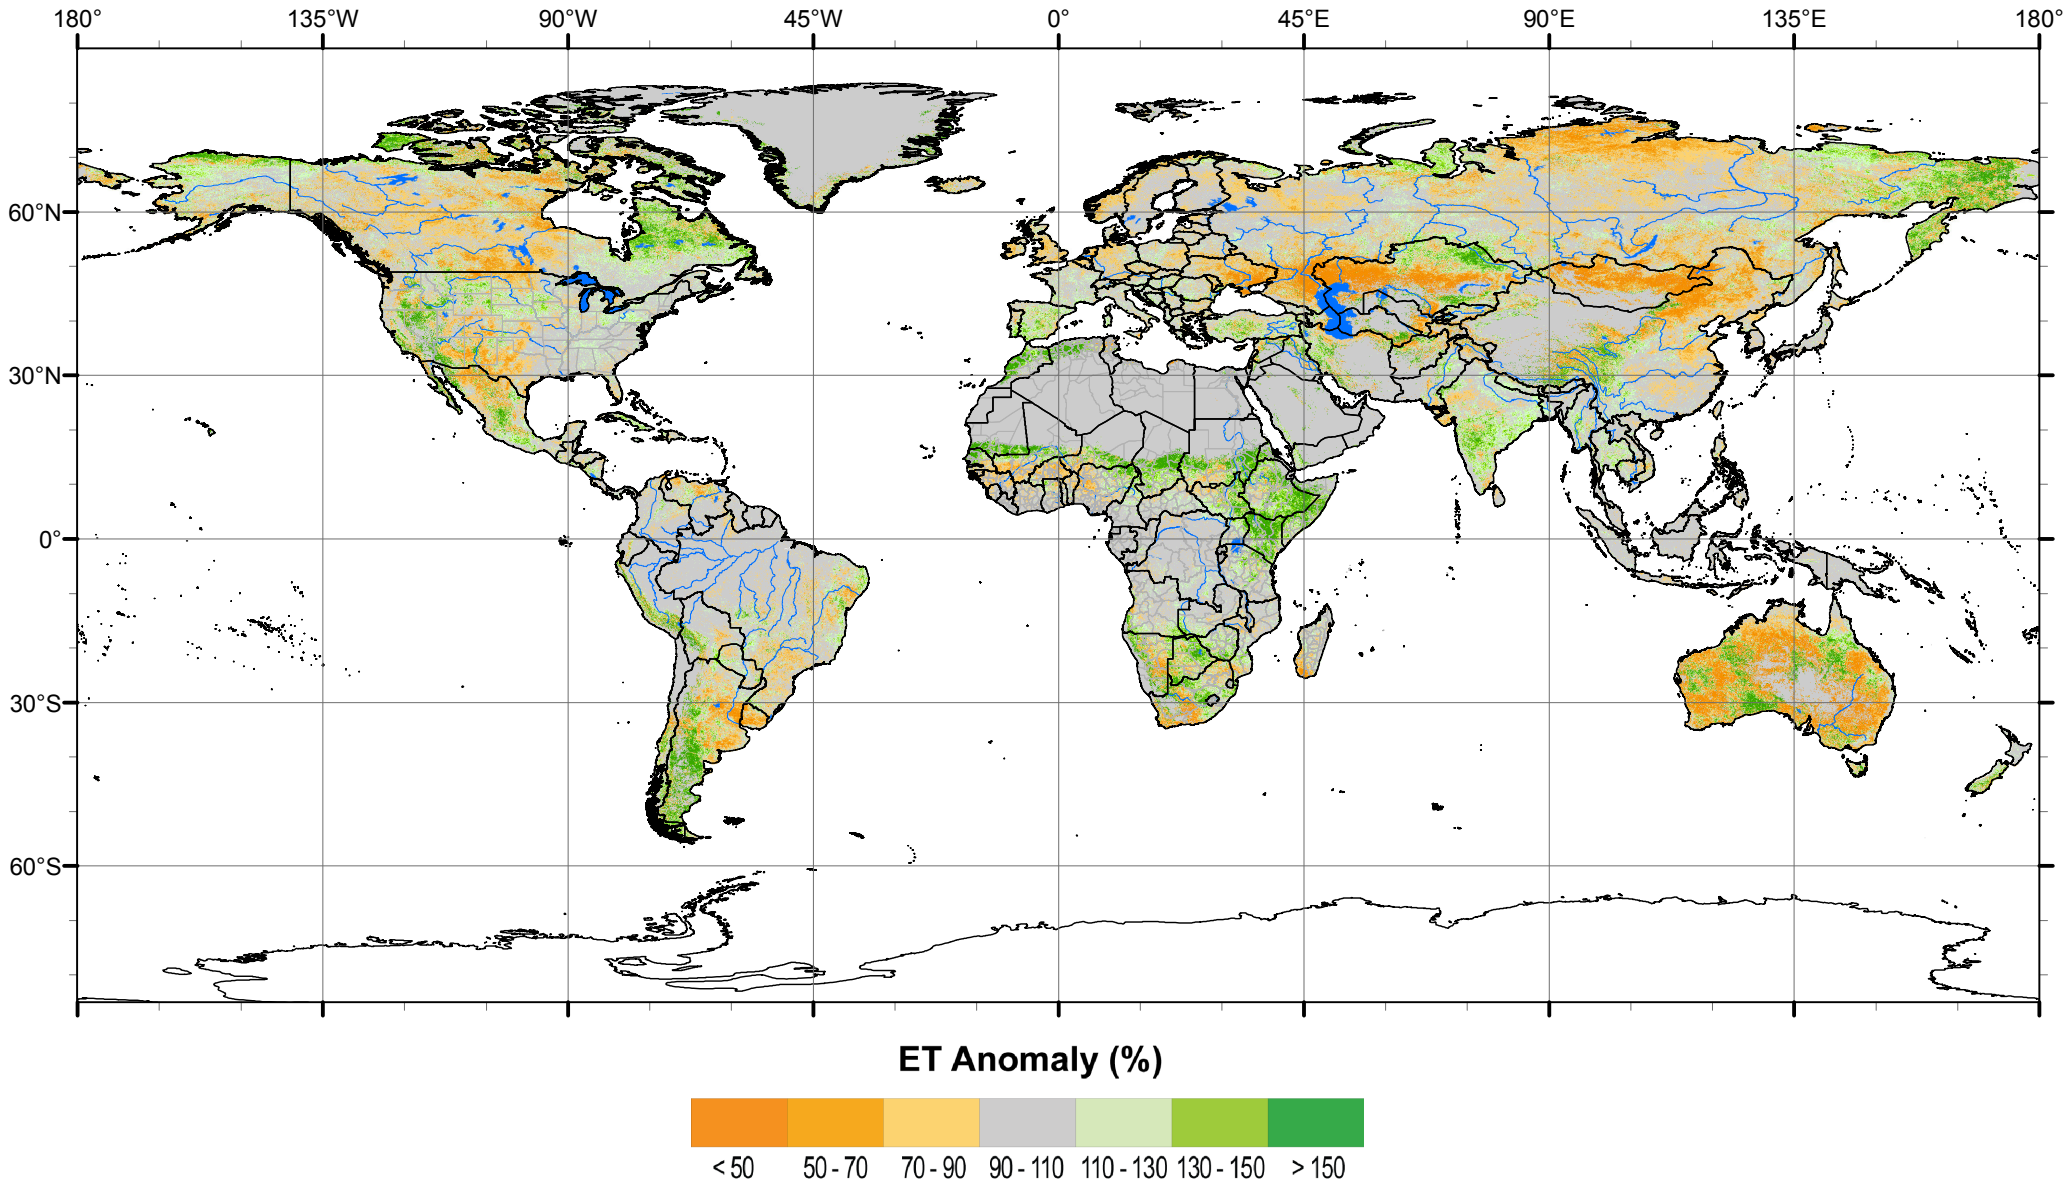 180° 135°W 90°W 45°W 0° 45°E 90°E 135°E 180°
60°N
30°N
0°
30°S
60°S
ET Anomaly (%)
< 50 50 - 70 70 - 90 90 - 110 110 - 130 130 - 150 > 150